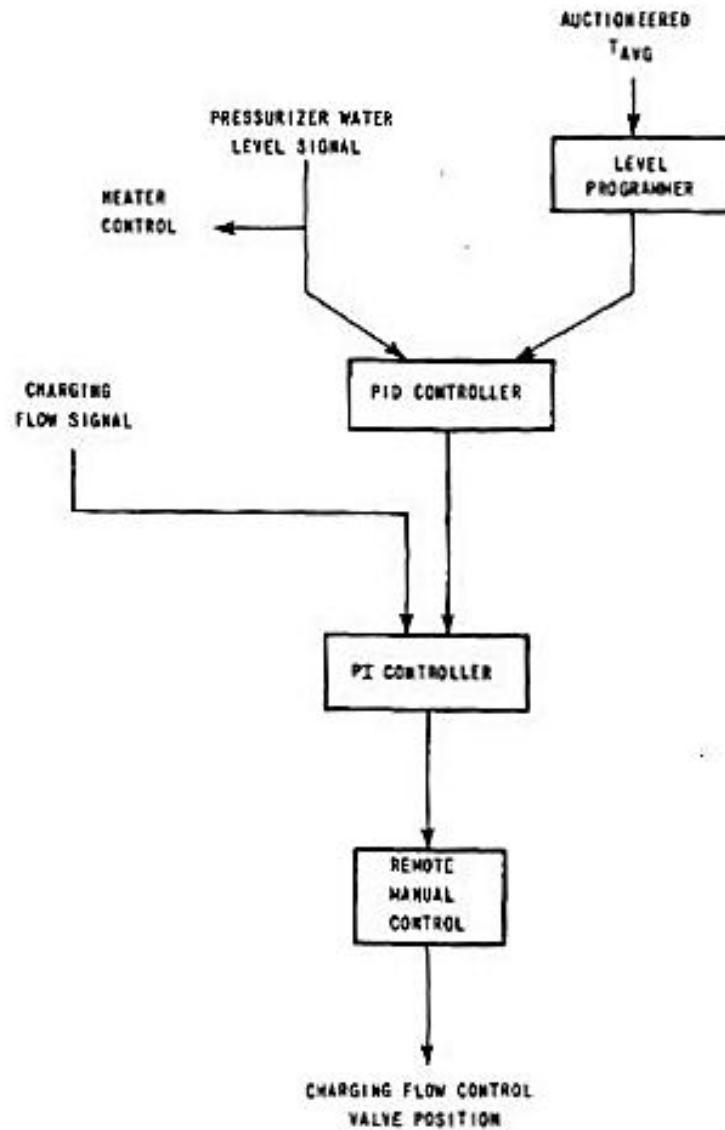 AUCTIONEERED
TAVG
PRESSURIZER WATER
LEVEL SIGNAL
LEVEL
PROGRAMMER
HEATER
CONTROL
PID CONTROLLER
CHARGING
FLOW SIGNAL
PI CONTROLLER
REMOTE
MANUAL
CONTROL
CHARGING FLOW CONTROL
VALVE POSITION